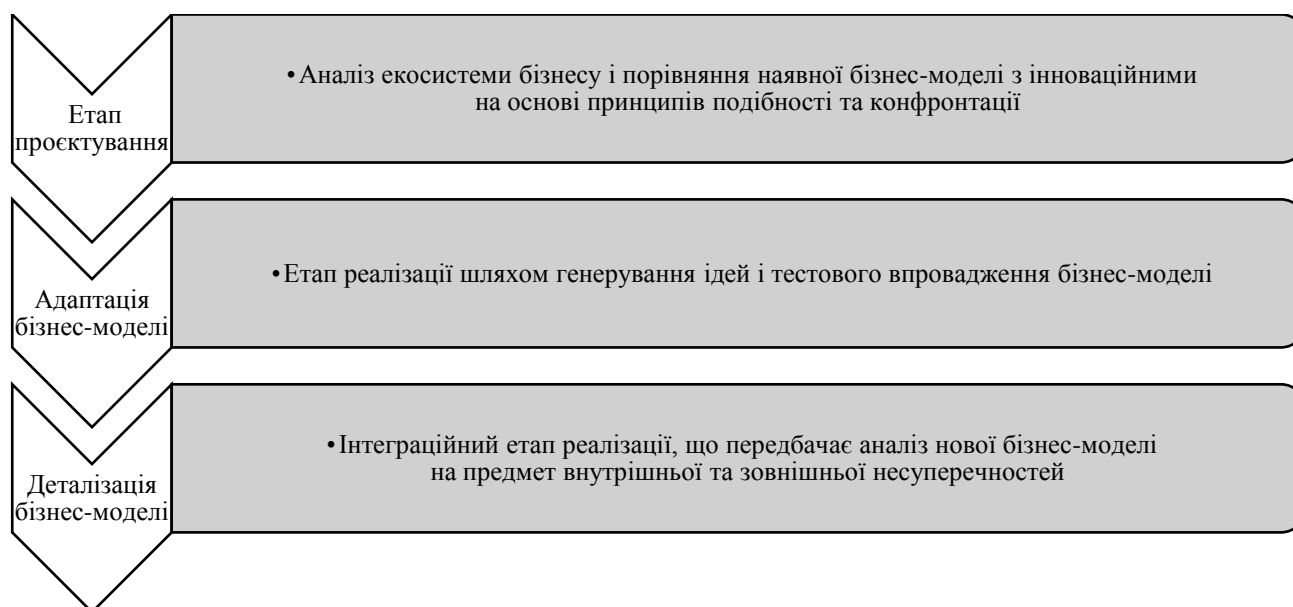 Етап
проєктування
•Аналіз екосистеми бізнесу і порівняння наявної бізнес-моделі з інноваційними
на основі принципів подібності та конфронтації
Адаптація
бізнес-моделі
•Етап реалізації шляхом генерування ідей і тестового впровадження бізнес-моделі
Деталізація
бізнес-моделі
•Інтеграційний етап реалізації, що передбачає аналіз нової бізнес-моделі
на предмет внутрішньої та зовнішньої несуперечностей